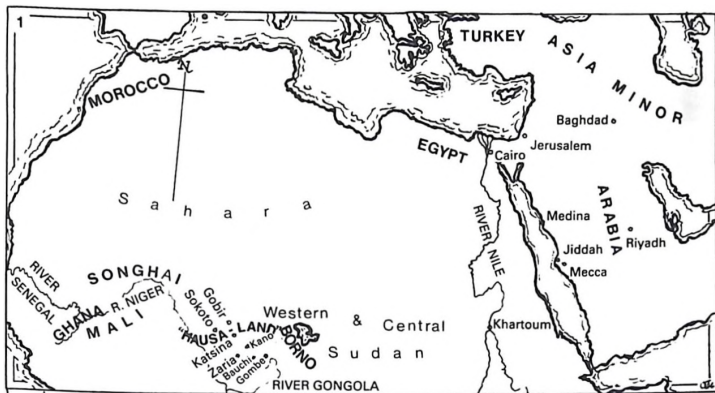 1
TURKEY
ASIA MINOR
N
MOROCCO
Baghdad
EGYPT
Cairo
Jerusalem
Sahara
RIVER NILE
ARABIA
Medina
Riyadh
Jiddah
Mecca
RIVER SENEGAL
SONGHAI
GHANA
R. NIGER
MALI
Gobir
Sokoto
HAUSA-LAND
BORNO
Western & Central
Sudan
Khartoum
Katsina
Kano
Zaria
Bauchi
Gombe
RIVER GONGOLA